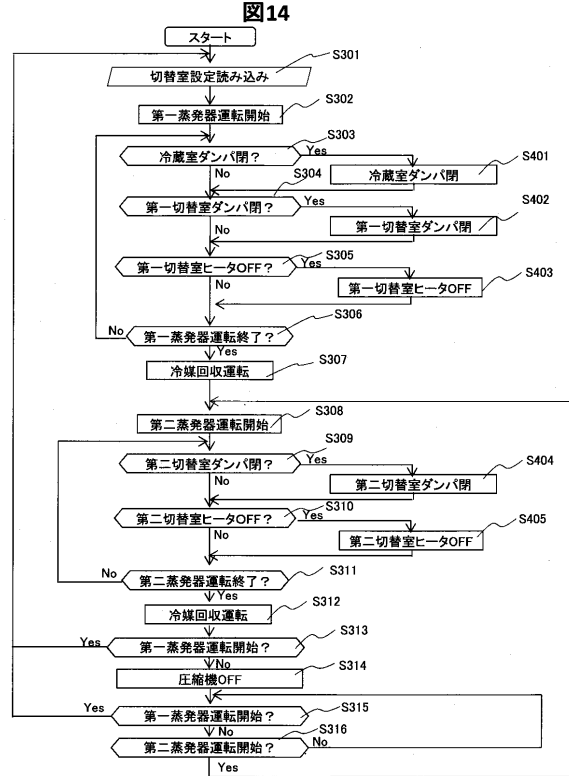 図14
スタート
S301
切替室設定読み込み
S302
第一蒸発器運転開始
S303
冷蔵室ダンパ閉？
Yes
S401
冷蔵室ダンパ閉
No
S304
第一切替室ダンパ閉？
Yes
S402
第一切替室ダンパ閉
No
S305
第一切替室ヒータOFF？
Yes
S403
第一切替室ヒータOFF
No
S306
No
第一蒸発器運転終了？
Yes
S307
冷媒回収運転
S308
第二蒸発器運転開始
S309
第二切替室ダンパ閉？
Yes
S404
第二切替室ダンパ閉
No
S310
第二切替室ヒータOFF？
Yes
S405
第二切替室ヒータOFF
No
S311
No
第二蒸発器運転終了？
Yes
S312
冷媒回収運転
S313
Yes
第一蒸発器運転開始？
No
S314
圧縮機OFF
S315
Yes
第一蒸発器運転開始？
No
S316
第二蒸発器運転開始？
No
Yes